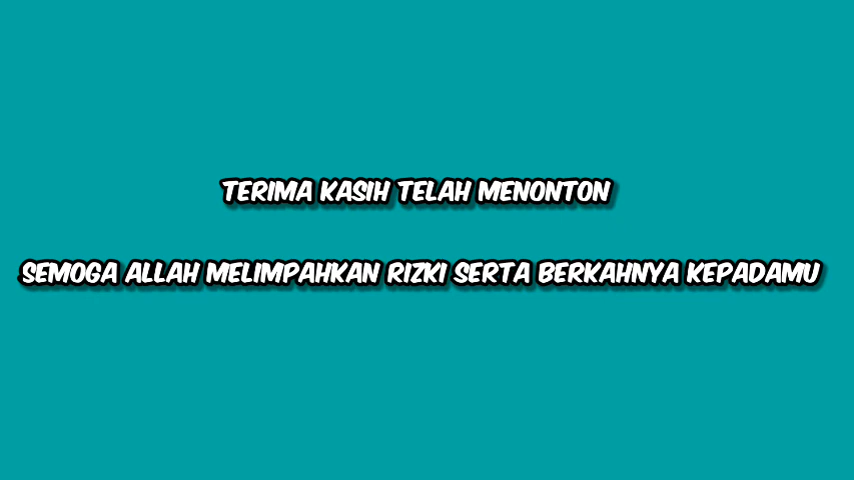 TERIMA KASIH TELAH MENONTON
SEMOGA ALLAH MELIMPAHKAN RIZKI SERTA BERKAHNYA KEPADAMU